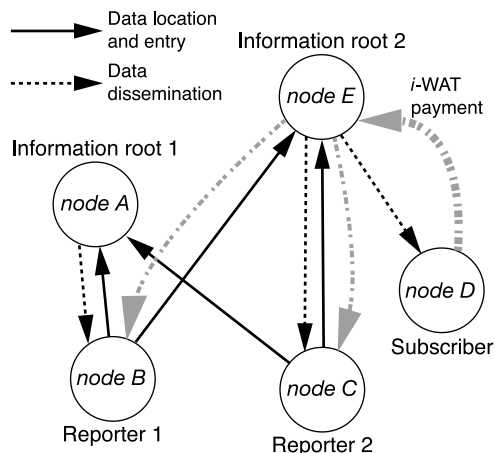 Data location
and entry
Data
dissemination
Information root 2
node E
i-WAT
payment
Information root 1
node A
node D
Subscriber
node B
Reporter 1
node C
Reporter 2